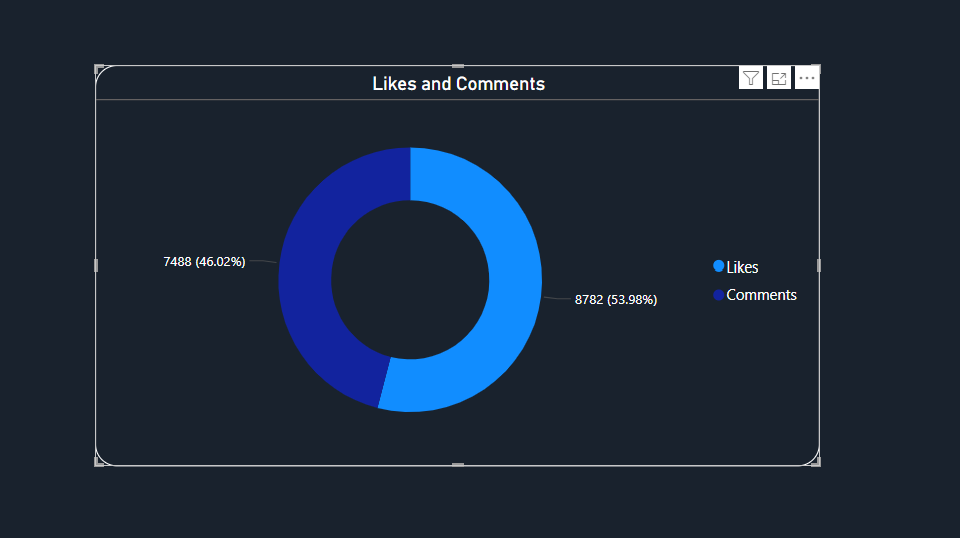 Likes and Comments
7488 (46.02%)
8782 (53.98%)
Likes
Comments